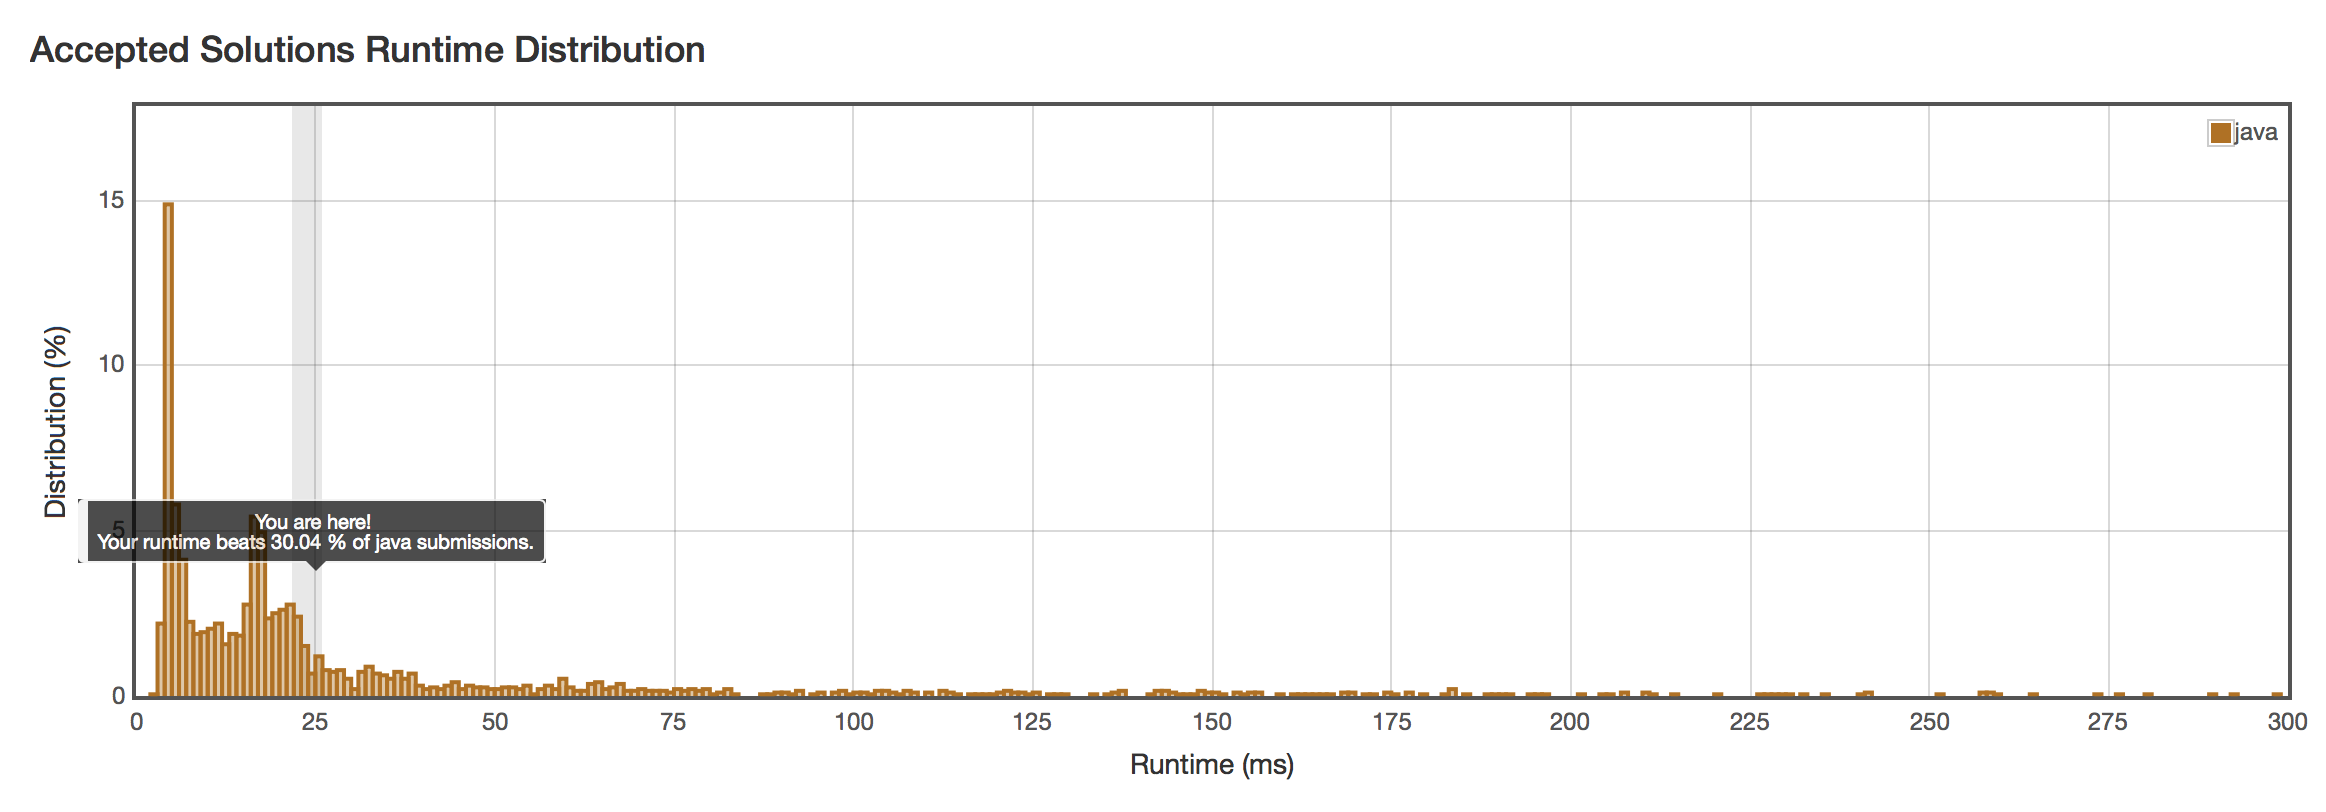 Accepted Solutions Runtime Distribution
java
Distribution (%)
15
10
5
0
You are here!
Your runtime beats 30.04 % of java submissions.
0 25 50 75 100 125 150 175 200 225 250 275 300
Runtime (ms)